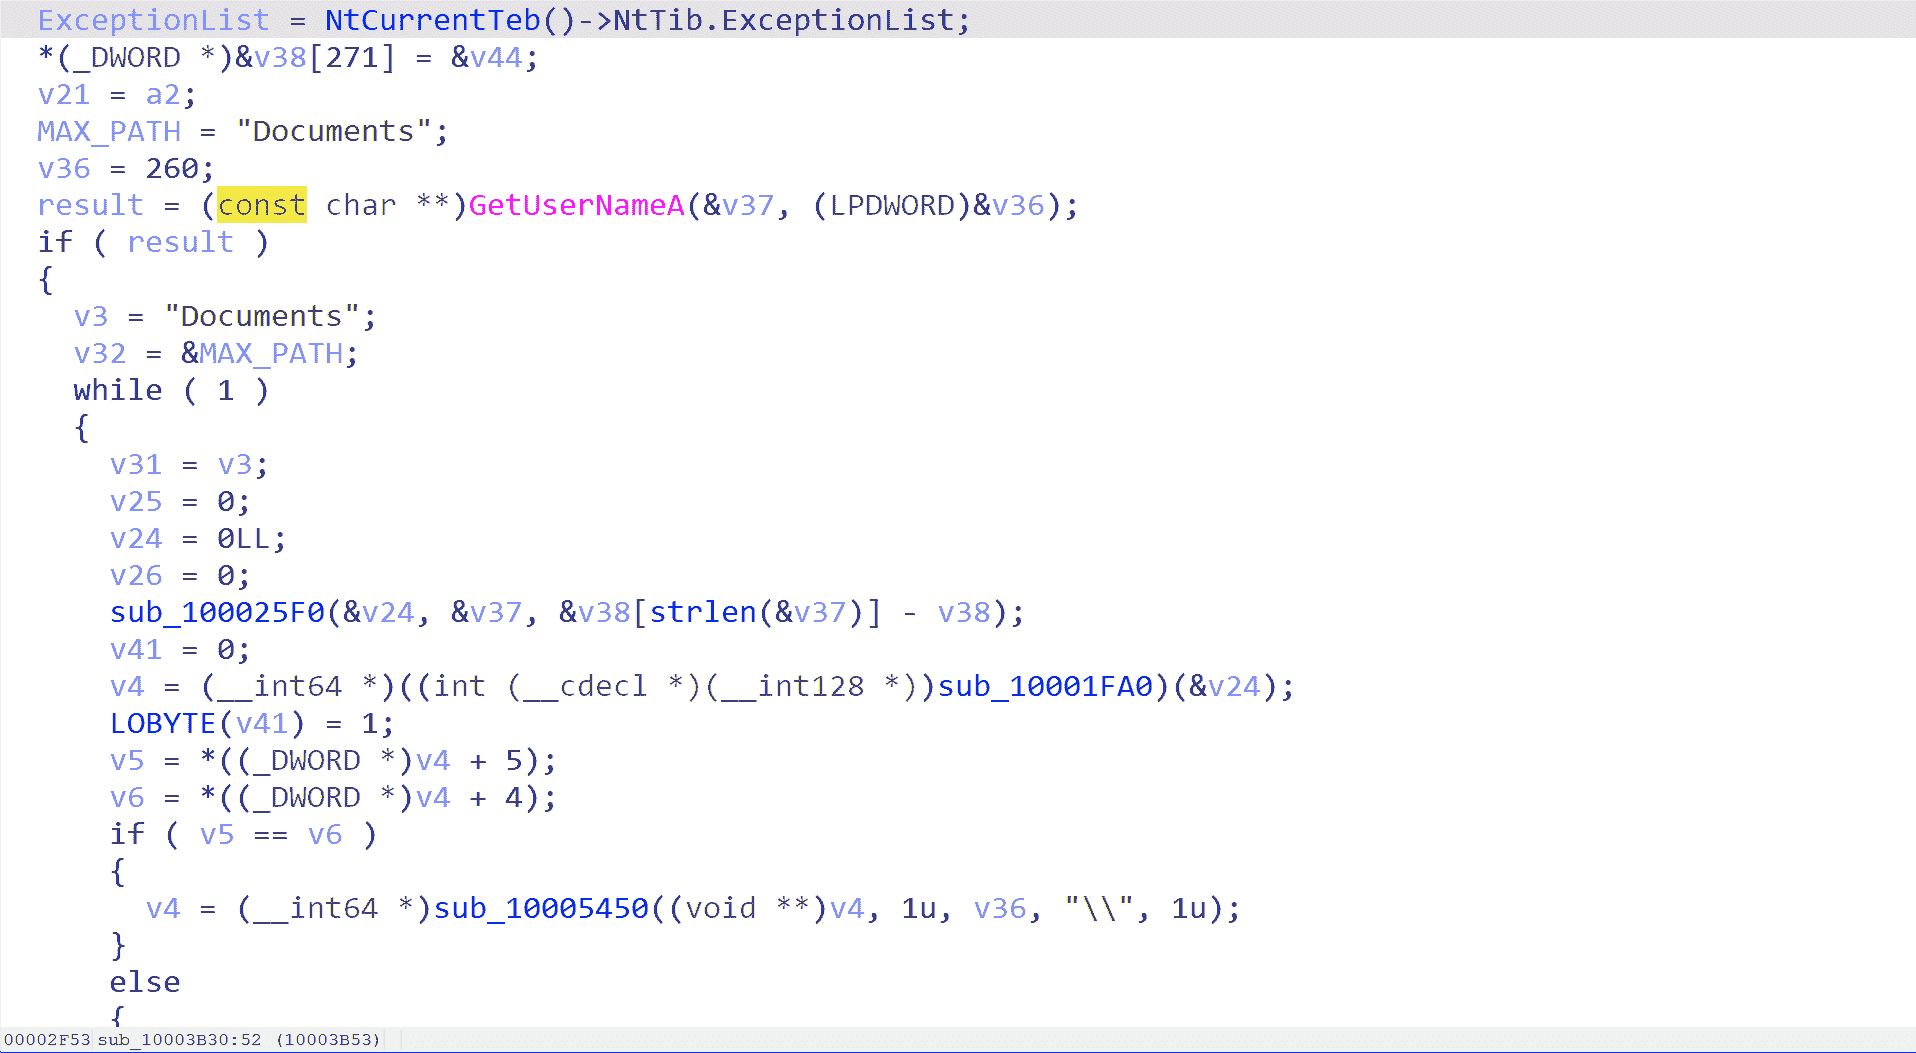 ExceptionList = NtCurrentTeb()->NtTib.ExceptionList;
*(_DWORD *)&v38[271] = &v44;
v21 = a2;
MAX_PATH = "Documents";
v36 = 260;
result = (const char **)GetUserNameA(&v37, (LPDWORD)&v36);
if ( result )
{
v3 = "Documents";
v32 = &MAX_PATH;
while ( 1 )
{
v31 = v3;
v25 = 0;
v24 = 0LL;
v26 = 0;
sub_100025F0(&v24, &v37, &v38[strlen(&v37)] - v38);
v41 = 0;
v4 = (__int64 *)((int (__cdecl *)(__int128 *))sub_10001FA0)(&v24);
LOBYTE(v41) = 1;
v5 = *((_DWORD *)v4 + 5);
v6 = *((_DWORD *)v4 + 4);
if ( v5 == v6 )
{
v4 = (__int64 *)sub_10005450((void **)v4, 1u, v36, "\\", 1u);
}
else
{
00002F53 sub_10003B30:52 (10003B53)